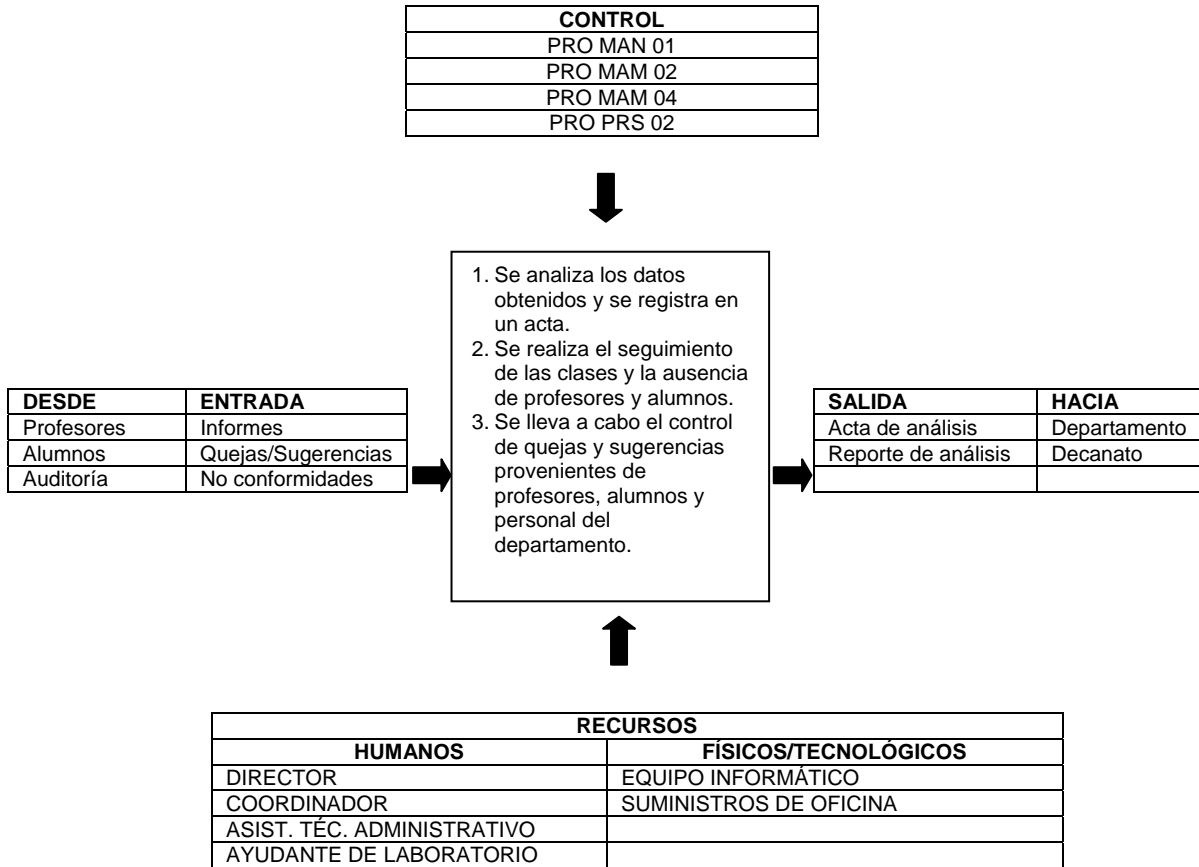 CONTROL
PRO MAN 01
PRO MAM 02
PRO MAM 04
PRO PRS 02
1. Se analiza los datos
obtenidos y se registra en
un acta.
2. Se realiza el seguimiento
de las clases y la ausencia
de profesores y alumnos.
3. Se lleva a cabo el control
de quejas y sugerencias
provenientes de
profesores, alumnos y
personal del
departamento.
DESDE ENTRADA
Profesores Informes
Alumnos Quejas/Sugerencias
Auditoría No conformidades
SALIDA HACIA
Acta de análisis Departamento
Reporte de análisis Decanato
RECURSOS
HUMANOS FÍSICOS/TECNOLÓGICOS
DIRECTOR EQUIPO INFORMÁTICO
COORDINADOR SUMINISTROS DE OFICINA
ASIST. TÉC. ADMINISTRATIVO
AYUDANTE DE LABORATORIO